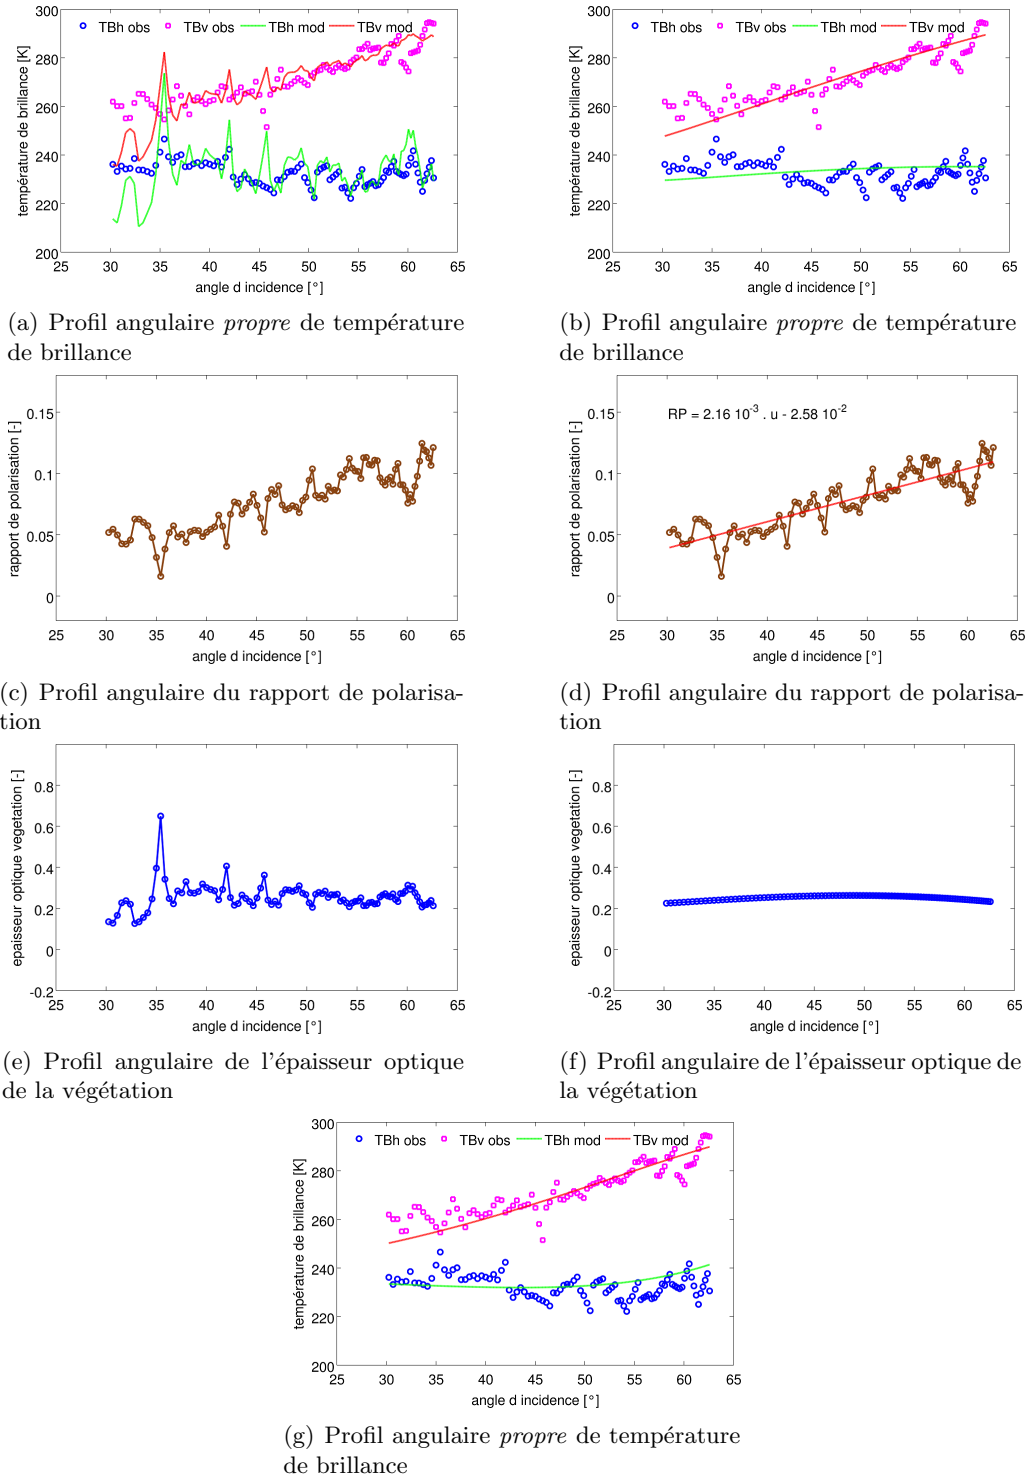 TBh obs TBv obs TBh mod TBv mod
température de brillance [K]
300
280
260
240
220
200
25 30 35 40 45 50 55 60 65
angle d incidence [°]
(a) Profil angulaire propre de température
de brillance
TBh obs TBv obs TBh mod TBv mod
température de brillance [K]
300
280
260
240
220
200
25 30 35 40 45 50 55 60 65
angle d incidence [°]
(b) Profil angulaire propre de température
de brillance
rapport de polarisation [-]
0.15
0.1
0.05
0
25 30 35 40 45 50 55 60 65
angle d incidence [°]
(c) Profil angulaire du rapport de polarisa-
tion
RP = 2.16 10-3 . u - 2.58 10-2
rapport de polarisation [-]
0.15
0.1
0.05
0
25 30 35 40 45 50 55 60 65
angle d incidence [°]
(d) Profil angulaire du rapport de polarisa-
tion
epaisseur optique vegetation [-]
0.8
0.6
0.4
0.2
0
-0.2
25 30 35 40 45 50 55 60 65
angle d incidence [°]
(e) Profil angulaire de l'épaisseur optique
de la végétation
epaisseur optique vegetation [-]
0.8
0.6
0.4
0.2
0
-0.2
25 30 35 40 45 50 55 60 65
angle d incidence [°]
(f) Profil angulaire de l'épaisseur optique de
la végétation
TBh obs TBv obs TBh mod TBv mod
température de brillance [K]
300
280
260
240
220
200
25 30 35 40 45 50 55 60 65
angle d incidence [°]
(g) Profil angulaire propre de température
de brillance